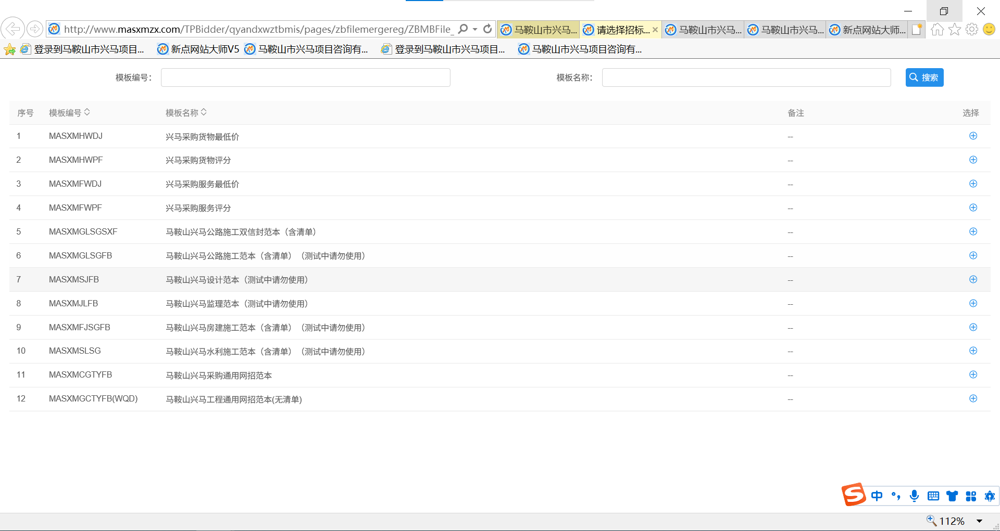 http://www.masxmzx.com/TPBidder/qyandxwztbmis/pages/zbfilemergereg/ZBMBFile_
马鞍山市兴马...
请选择招标...
马鞍山市兴马...
马鞍山市兴马...
新点网站大师...
登录到马鞍山市兴马项目...
新点网站大师V5
马鞍山市兴马项目咨询有...
登录到马鞍山市兴马项目...
马鞍山市兴马项目咨询有...
模板编号：
模板名称：
搜索
序号 模板编号 模板名称 备注 选择
1 MASXMHWDJ 兴马采购货物最低价 --
2 MASXMHWPF 兴马采购货物评分 --
3 MASXMFWDJ 兴马采购服务最低价 --
4 MASXMFWPF 兴马采购服务评分 --
5 MASXMGLSGSXF 马鞍山兴马公路施工双信封范本（含清单） --
6 MASXMGLSGFB 马鞍山兴马公路施工范本（含清单）（测试中请勿使用） --
7 MASXMSJFB 马鞍山兴马设计范本（测试中请勿使用） --
8 MASXMJLFB 马鞍山兴马监理范本（测试中请勿使用） --
9 MASXMFJSGFB 马鞍山兴马房建施工范本（含清单）（测试中请勿使用） --
10 MASXMSLSG 马鞍山兴马水利施工范本（含清单）（测试中请勿使用） --
11 MASXMCGTYFB 马鞍山兴马采购通用网招范本 --
12 MASXMGCTYFB(WQD) 马鞍山兴马工程通用网招范本(无清单) --
中
112%